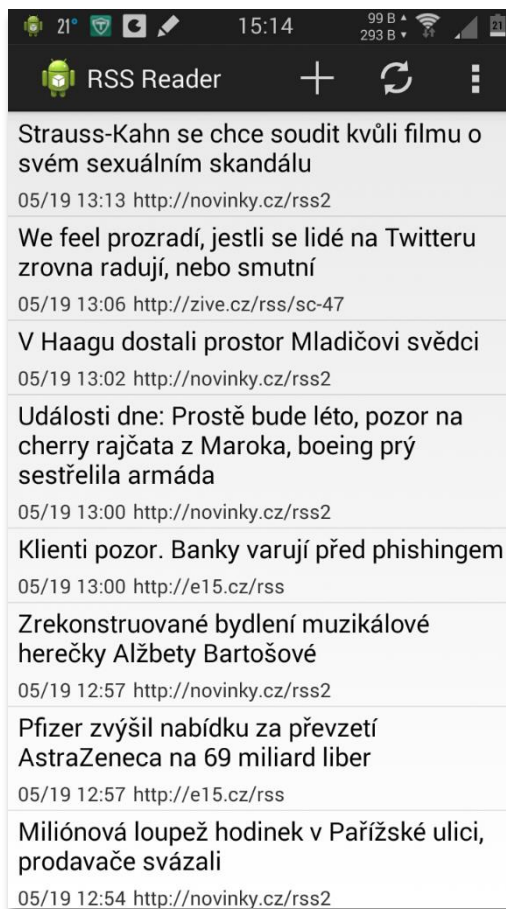 21°
15:14
99 B
293 B
21
RSS Reader
Strauss-Kahn se chce soudit kvůli filmu o
svém sexuálním skandálu
05/19 13:13 http://novinky.cz/rss2
We feel prozradí, jestli se lidé na Twitteru
zrovna radují, nebo smutní
05/19 13:06 http://zive.cz/rss/sc-47
V Haagu dostali prostor Mladičovi svědci
05/19 13:02 http://novinky.cz/rss2
Události dne: Prostě bude léto, pozor na
cherry rajčata z Maroka, boeing prý
sestřelila armáda
05/19 13:00 http://novinky.cz/rss2
Klienti pozor. Banky varují před phishingem
05/19 13:00 http://e15.cz/rss
Zrekonstruované bydlení muzikálové
herečky Alžbety Bartošové
05/19 12:57 http://novinky.cz/rss2
Pfizer zvýšil nabídku za převzetí
AstraZeneca na 69 miliard liber
05/19 12:57 http://e15.cz/rss
Miliónová loupež hodinek v Pařížské ulici,
prodavače svázali
05/19 12:54 http://novinky.cz/rss2